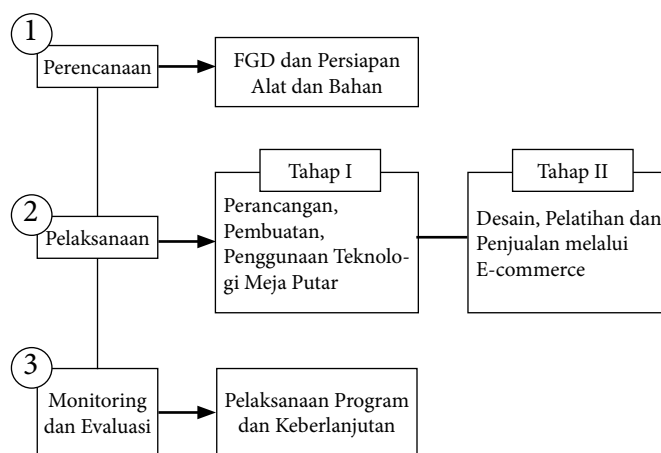 1
Perencanaan
FGD dan Persiapan
Alat dan Bahan
2
Pelaksanaan
Tahap I
Perancangan,
Pembuatan,
Penggunaan Teknolo-
gi Meja Putar
Tahap II
Desain, Pelatihan dan
Penjualan melalui
E-commerce
3
Monitoring
dan Evaluasi
Pelaksanaan Program
dan Keberlanjutan